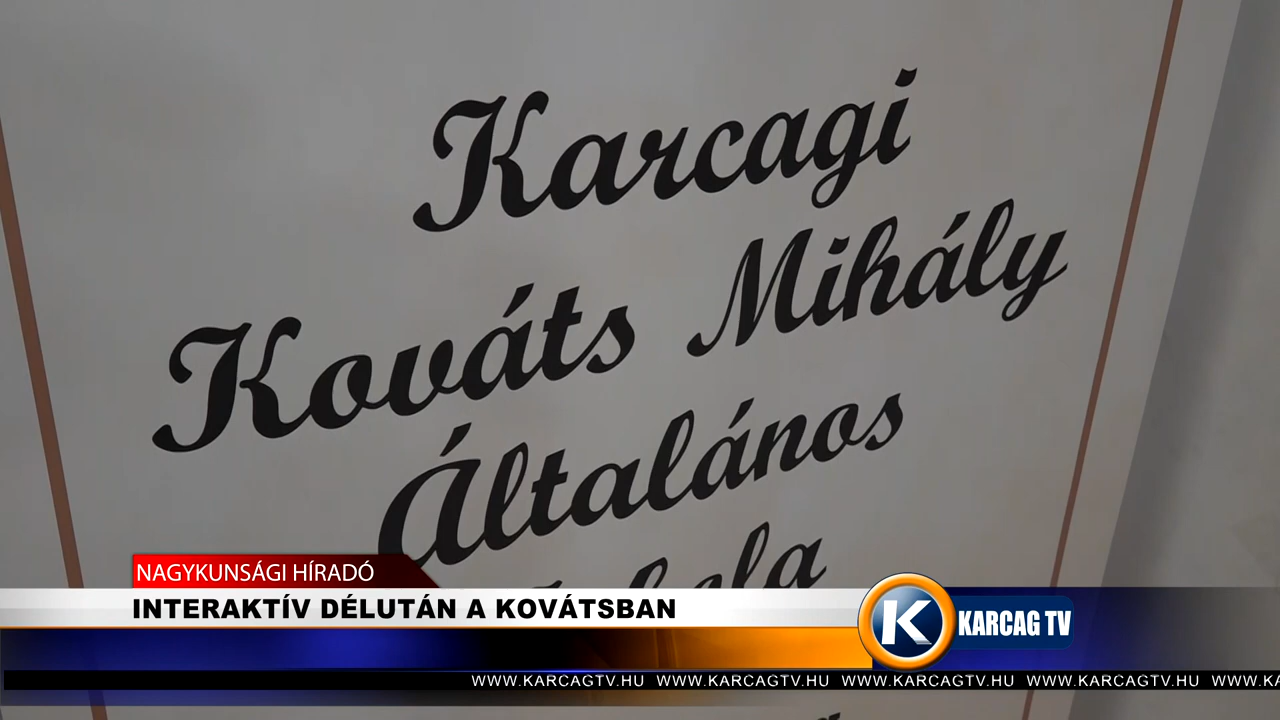 Karcagi
Kováts Mihály
Általános
NAGYKUNSÁGI HÍRADÓ
INTERAKTÍV DÉLUTÁN A KOVÁTSBAN
K KARCAG TV
WWW.KARCAGTV.HU WWW.KARCAGTV.HU WWW.KARCAGTV.HU WWW.KARCAGTV.HU